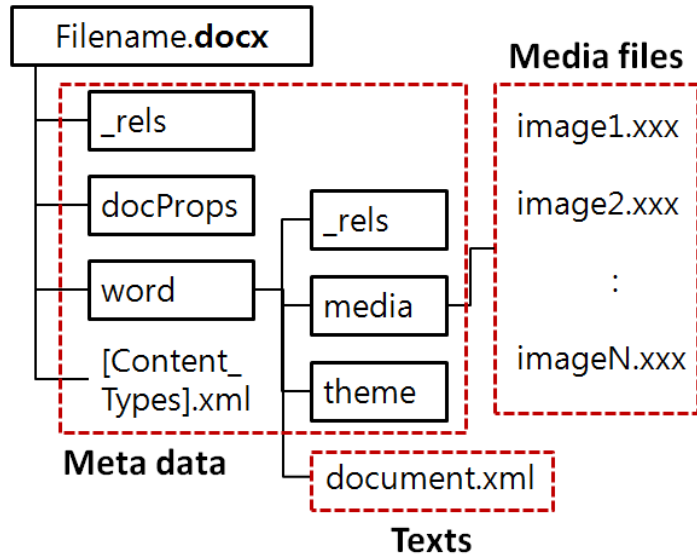 Filename.docx
Media files
_rels
image1.xxx
docProps
image2.xxx
_rels
word
media
:
[Content_
Types].xml
theme
imageN.xxx
Meta data
document.xml
Texts